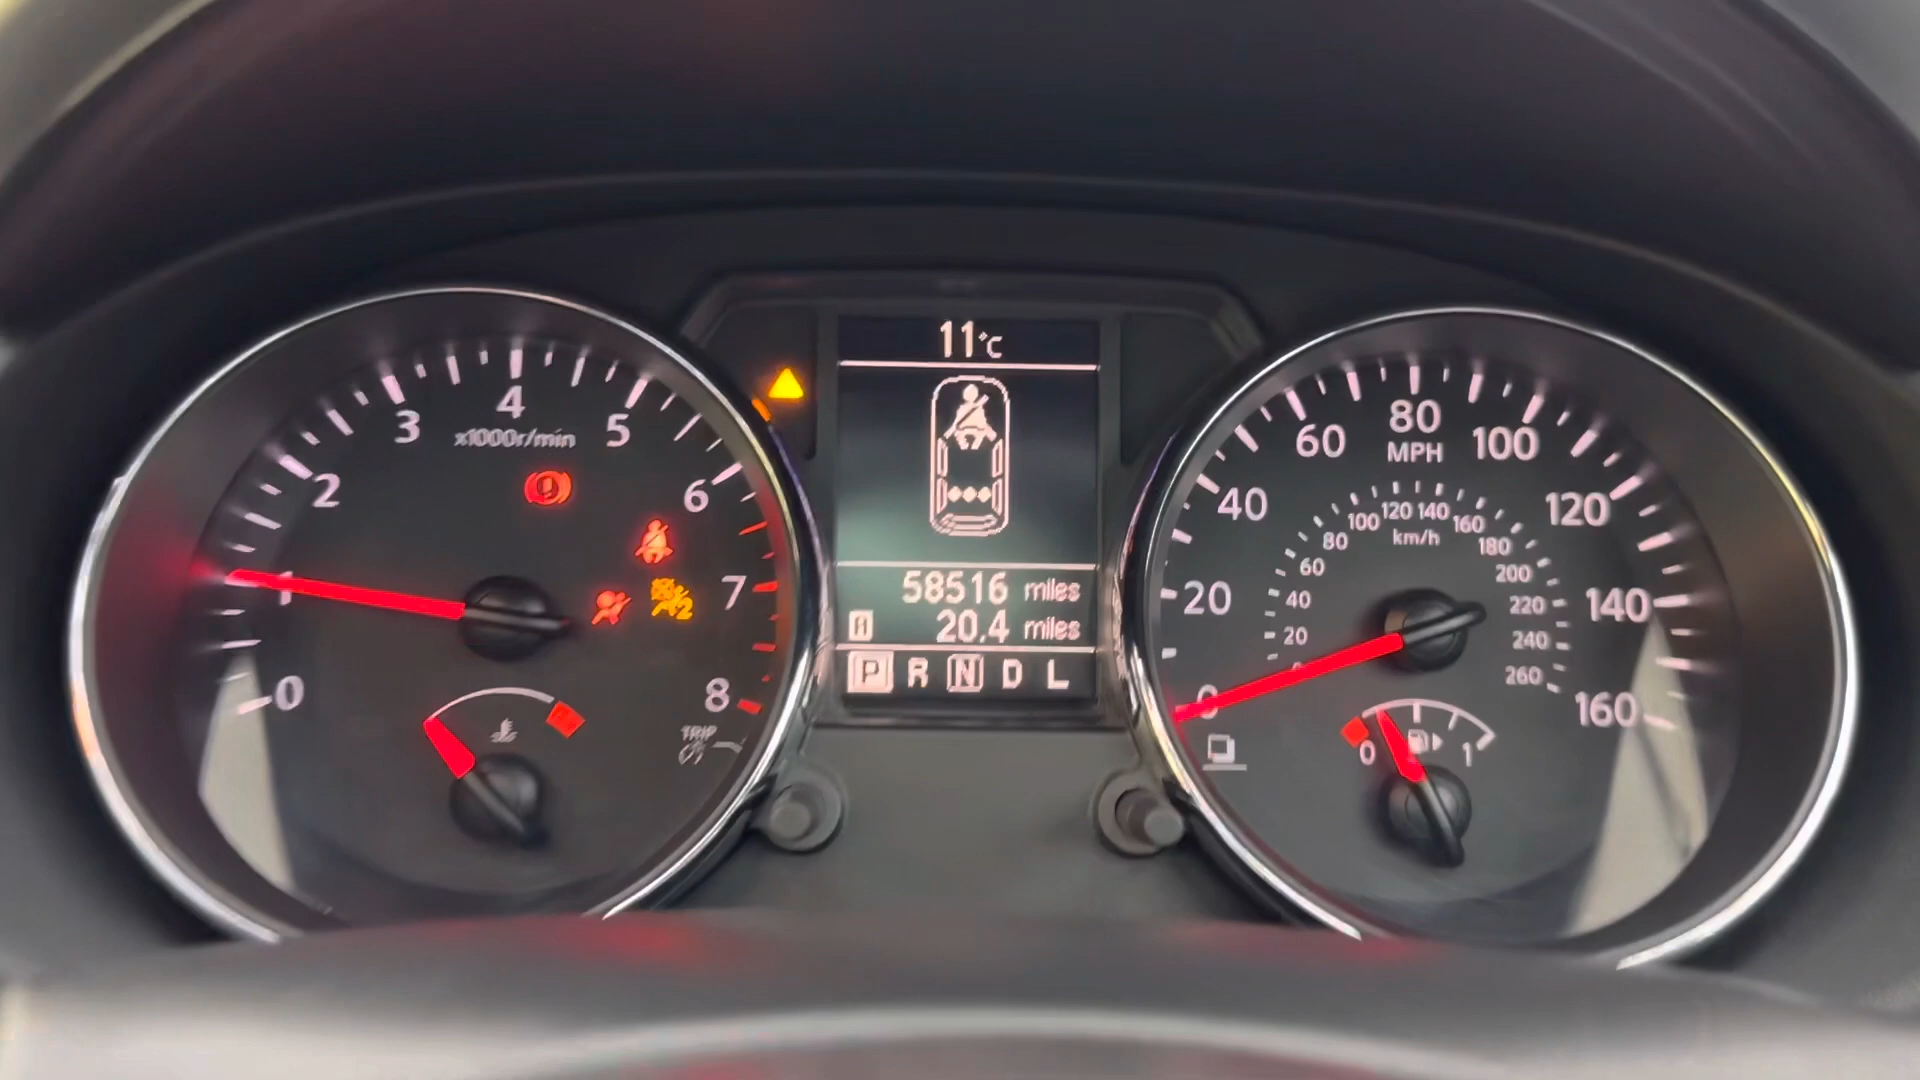 11°C
58516 miles
A 20.4 miles
P R N D L
0 1 2 3 4 5 6 7 8
x1000r/min
2
TRIP
0 20 40 60 80 100 120 140 160
MPH
20 40 60 80 100 120 140 160 180 200 220 240 260
km/h
0 1